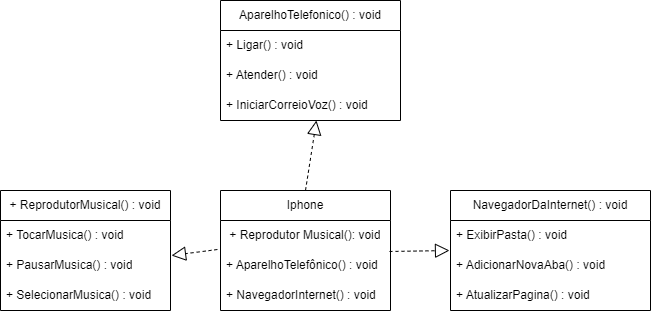 AparelhoTelefonico() : void
+ Ligar() : void
+ Atender() : void
+ IniciarCorreioVoz() : void
+ ReprodutorMusical() : void
+ TocarMusica() : void
+ PausarMusica() : void
+ SelecionarMusica() : void
Iphone
+ Reprodutor Musical(): void
+ AparelhoTelefônico() : void
+ NavegadorInternet() : void
NavegadorDaInternet() : void
+ ExibirPasta() : void
+ AdicionarNovaAba() : void
+ AtualizarPagina() : void